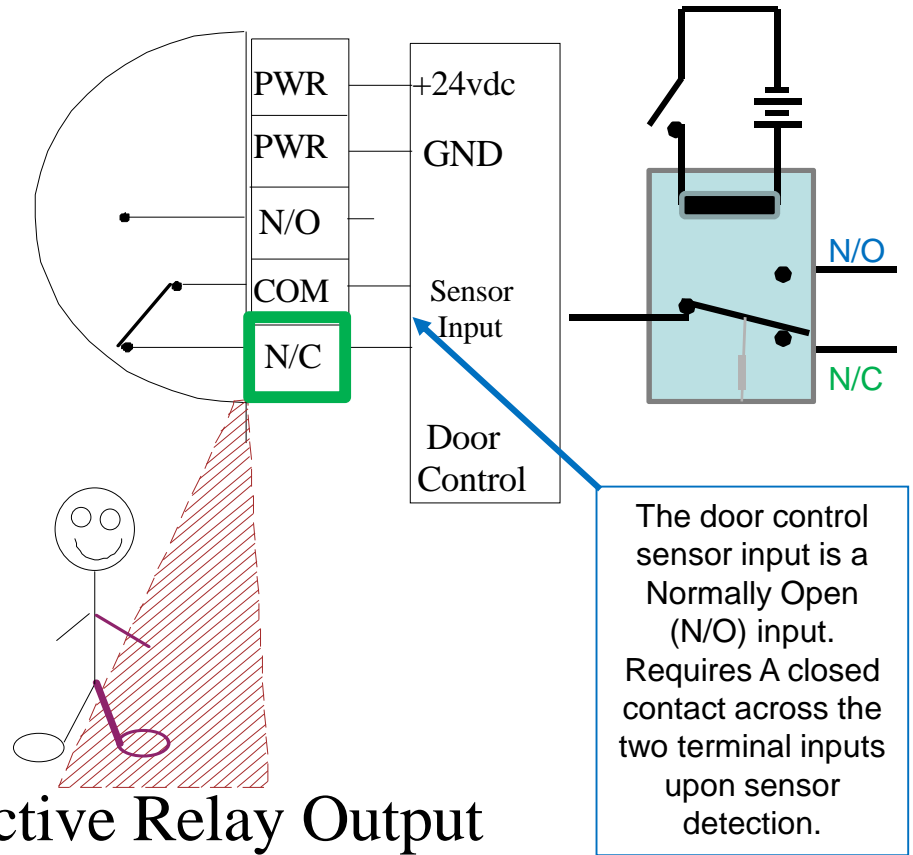 PWR
+24vdc
PWR
GND
N/O
COM
Sensor
Input
N/C
Door
Control
N/O
N/C
The door control
sensor input is a
Normally Open
(N/O) input.
Requires A closed
contact across the
two terminal inputs
upon sensor
detection.
ctive Relay Output